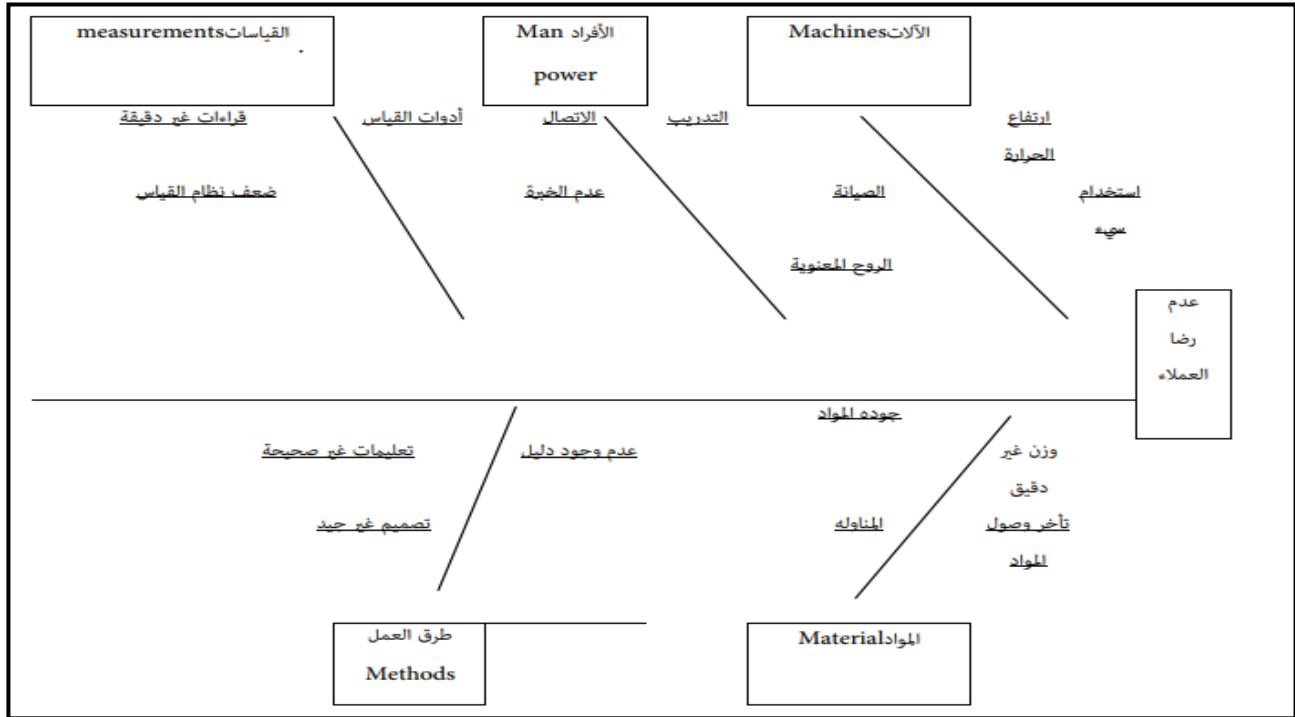 القياساتmeasurements
.
الأفراد Man
power
الآلاتMachines
قراءات غير دقيقة
أدوات القياس
الاتصال
التدريب
ارتفاع
الحرارة
ضعف نظام القياس
عدم الخبرة
الصيانة
استخدام
سيء
الروح المعنوية
عدم
رضا
العملاء
جوده المواد
تعليمات غير صحيحة
عدم وجود دليل
وزن غير
دقيق
تصميم غير جيد
المناوله
تأخر وصول
المواد
طرق العمل
Methods
الموادMaterial